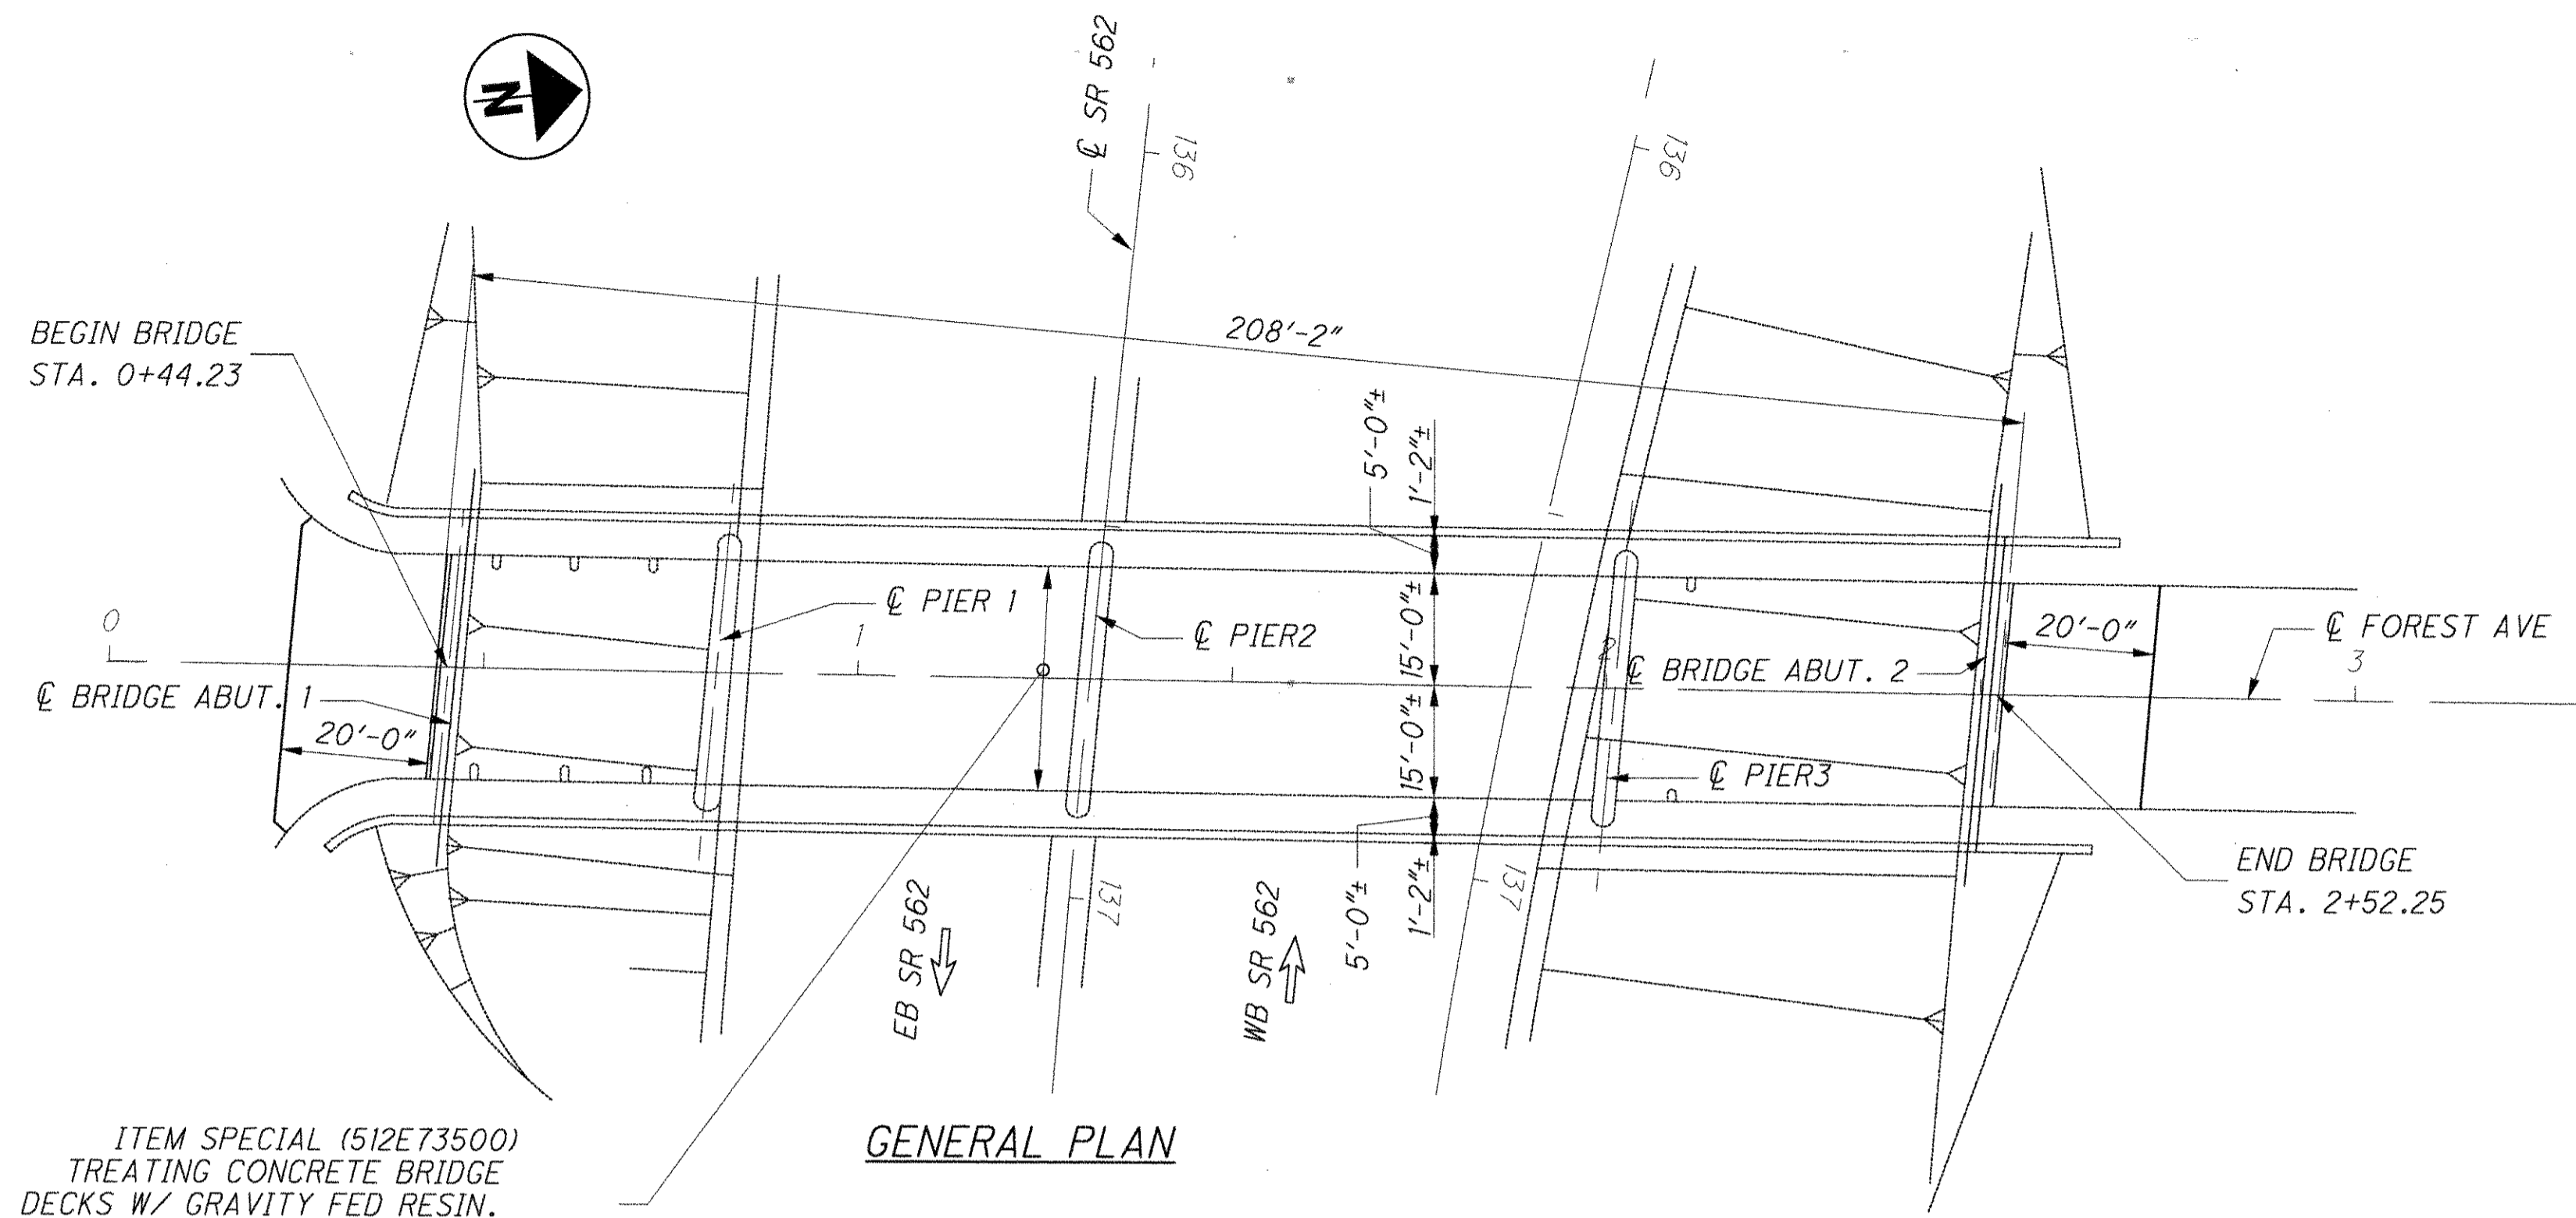 N
℄ SR 562
136
136
BEGIN BRIDGE
STA. 0+44.23
208'-2"
5'-0"±
1'-2"±
0
℄ PIER 1
1
℄ PIER2
15'-0"±
15'-0"±
2
℄ BRIDGE ABUT. 2
20'-0"
℄ FOREST AVE
3
℄ BRIDGE ABUT. 1
20'-0"
℄ PIER3
END BRIDGE
STA. 2+52.25
137
137
EB SR 562
WB SR 562
5'-0"±
1'-2"±
ITEM SPECIAL (512E73500)
TREATING CONCRETE BRIDGE
DECKS W/ GRAVITY FED RESIN.
GENERAL PLAN